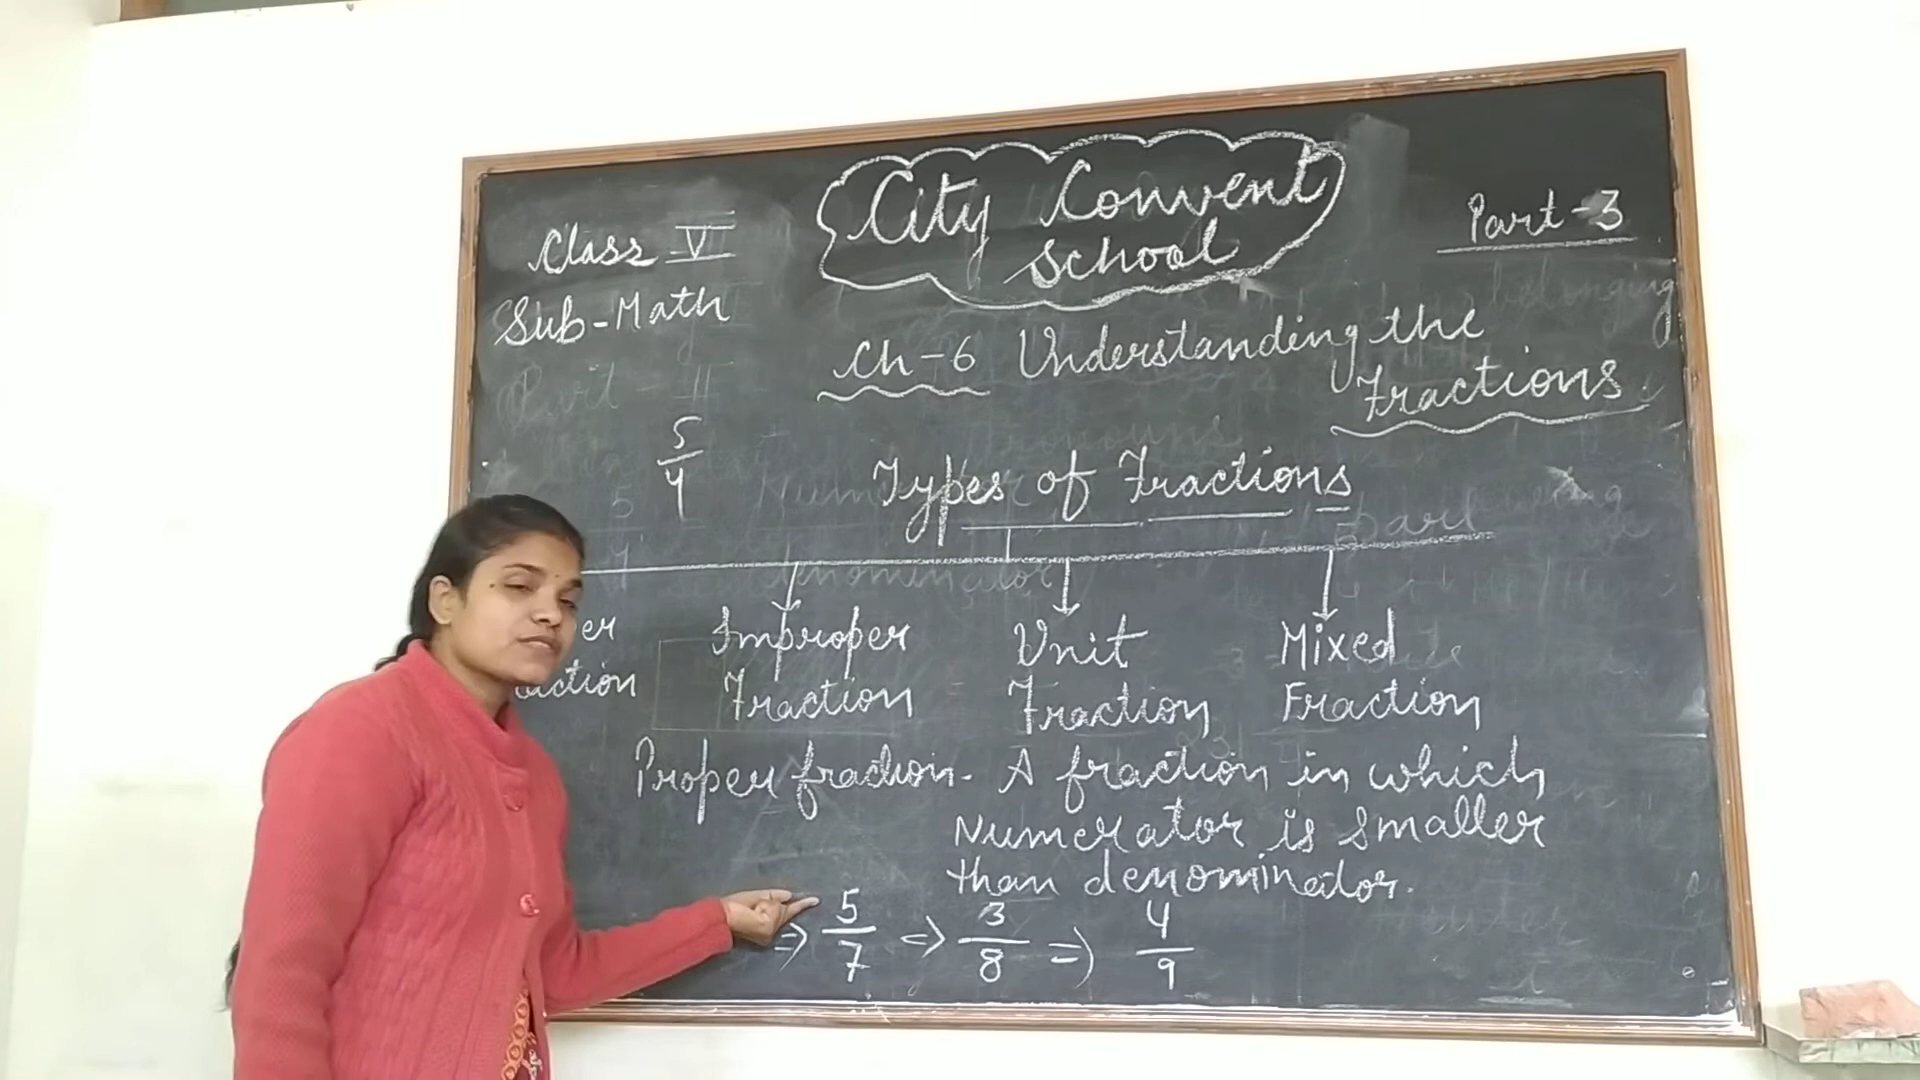 City Convent
School
Part-3
Class V
Sub-Math
Ch-6 Understanding the
Fractions.
5
4
Types of Fractions
er
action
Improper
Fraction
Unit
Fraction
Mixed
Fraction
Proper fraction - A fraction in which
Numerator is smaller
than denominator.
⇒ 5/7 ⇒ 3/8 ⇒ 4/9